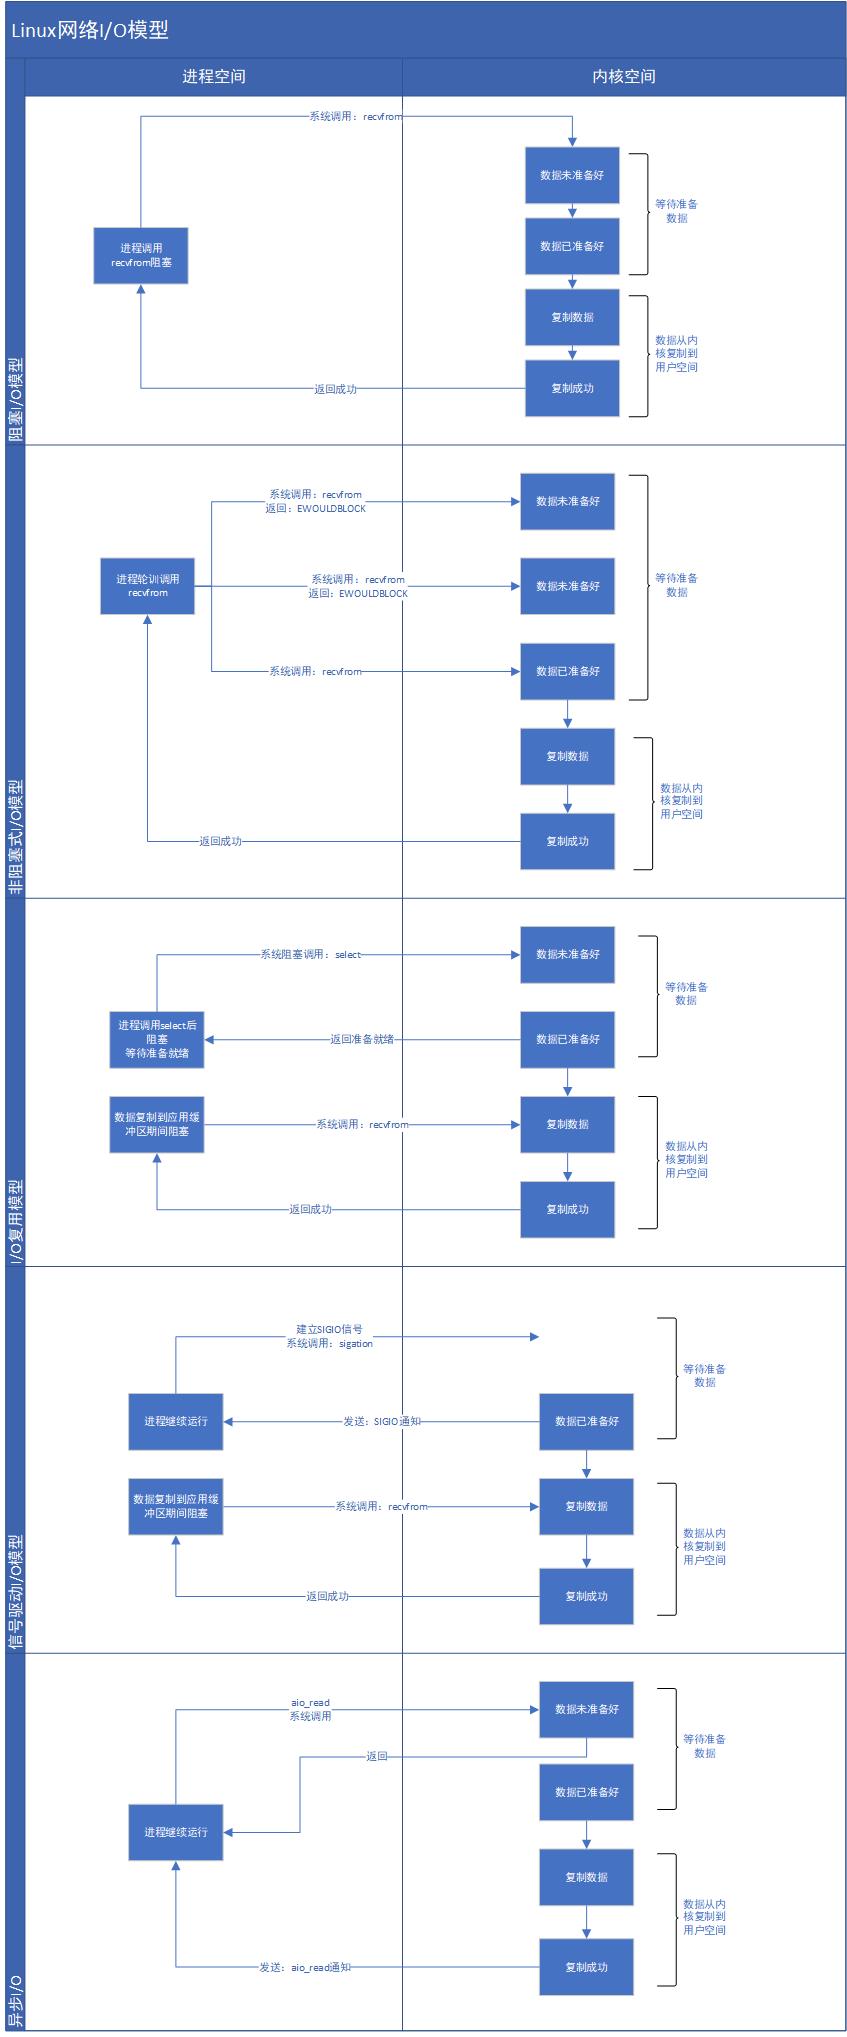 Linux网络I/O模型
进程空间
内核空间
阻塞I/O模型
系统调用：recvfrom
数据未准备好
等待准备
数据
数据已准备好
进程调用
recvfrom阻塞
复制数据
数据从内
核复制到
用户空间
复制成功
返回成功
非阻塞式I/O模型
系统调用：recvfrom
返回：EWOULDBLOCK
数据未准备好
进程轮训调用
recvfrom
系统调用：recvfrom
返回：EWOULDBLOCK
数据未准备好
等待准备
数据
系统调用：recvfrom
数据已准备好
复制数据
数据从内
核复制到
用户空间
返回成功
复制成功
I/O复用模型
系统阻塞调用：select
数据未准备好
等待准备
数据
进程调用select后
阻塞
等待准备就绪
返回准备就绪
数据已准备好
数据复制到应用缓
冲区期间阻塞
系统调用：recvfrom
复制数据
数据从内
核复制到
用户空间
返回成功
复制成功
信号驱动I/O模型
建立SIGIO信号
系统调用：sigation
等待准备
数据
进程继续运行
发送：SIGIO通知
数据已准备好
数据复制到应用缓
冲区期间阻塞
系统调用：recvfrom
复制数据
数据从内
核复制到
用户空间
返回成功
复制成功
异步I/O
aio_read
系统调用
数据未准备好
等待准备
数据
返回
数据已准备好
进程继续运行
复制数据
数据从内
核复制到
用户空间
发送：aio_read通知
复制成功